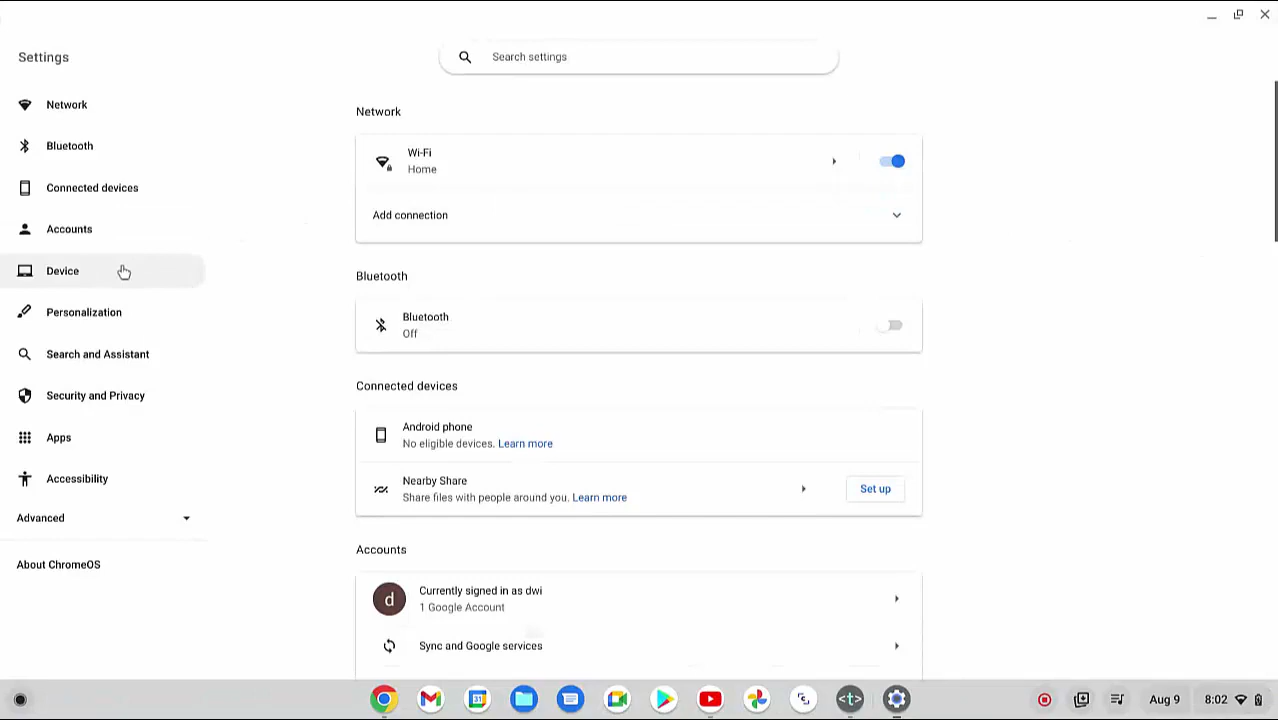 Settings
Search settings
Network
Bluetooth
Connected devices
Accounts
Device
Personalization
Search and Assistant
Security and Privacy
Apps
Accessibility
Advanced
About ChromeOS
Network
Wi-Fi
Home
Add connection
Bluetooth
Bluetooth
Off
Connected devices
Android phone
No eligible devices. Learn more
Nearby Share
Share files with people around you. Learn more
Set up
Accounts
d
Currently signed in as dwi
1 Google Account
Sync and Google services
31
<t>
Aug 9
8:02